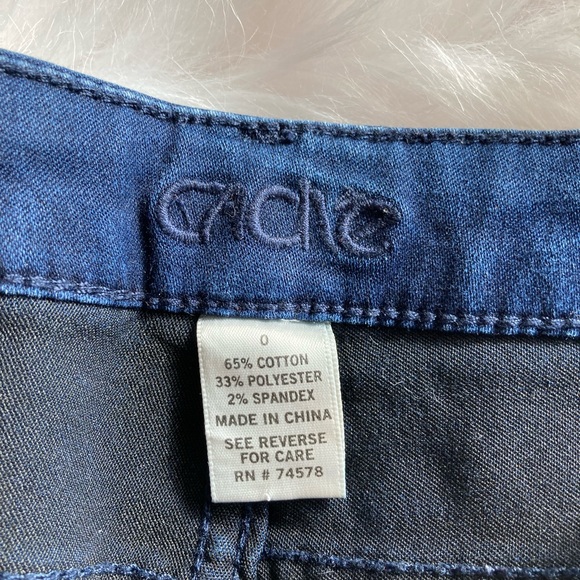 CACHE
0
65% COTTON
33% POLYESTER
2% SPANDEX
MADE IN CHINA
SEE REVERSE
FOR CARE
RN # 74578